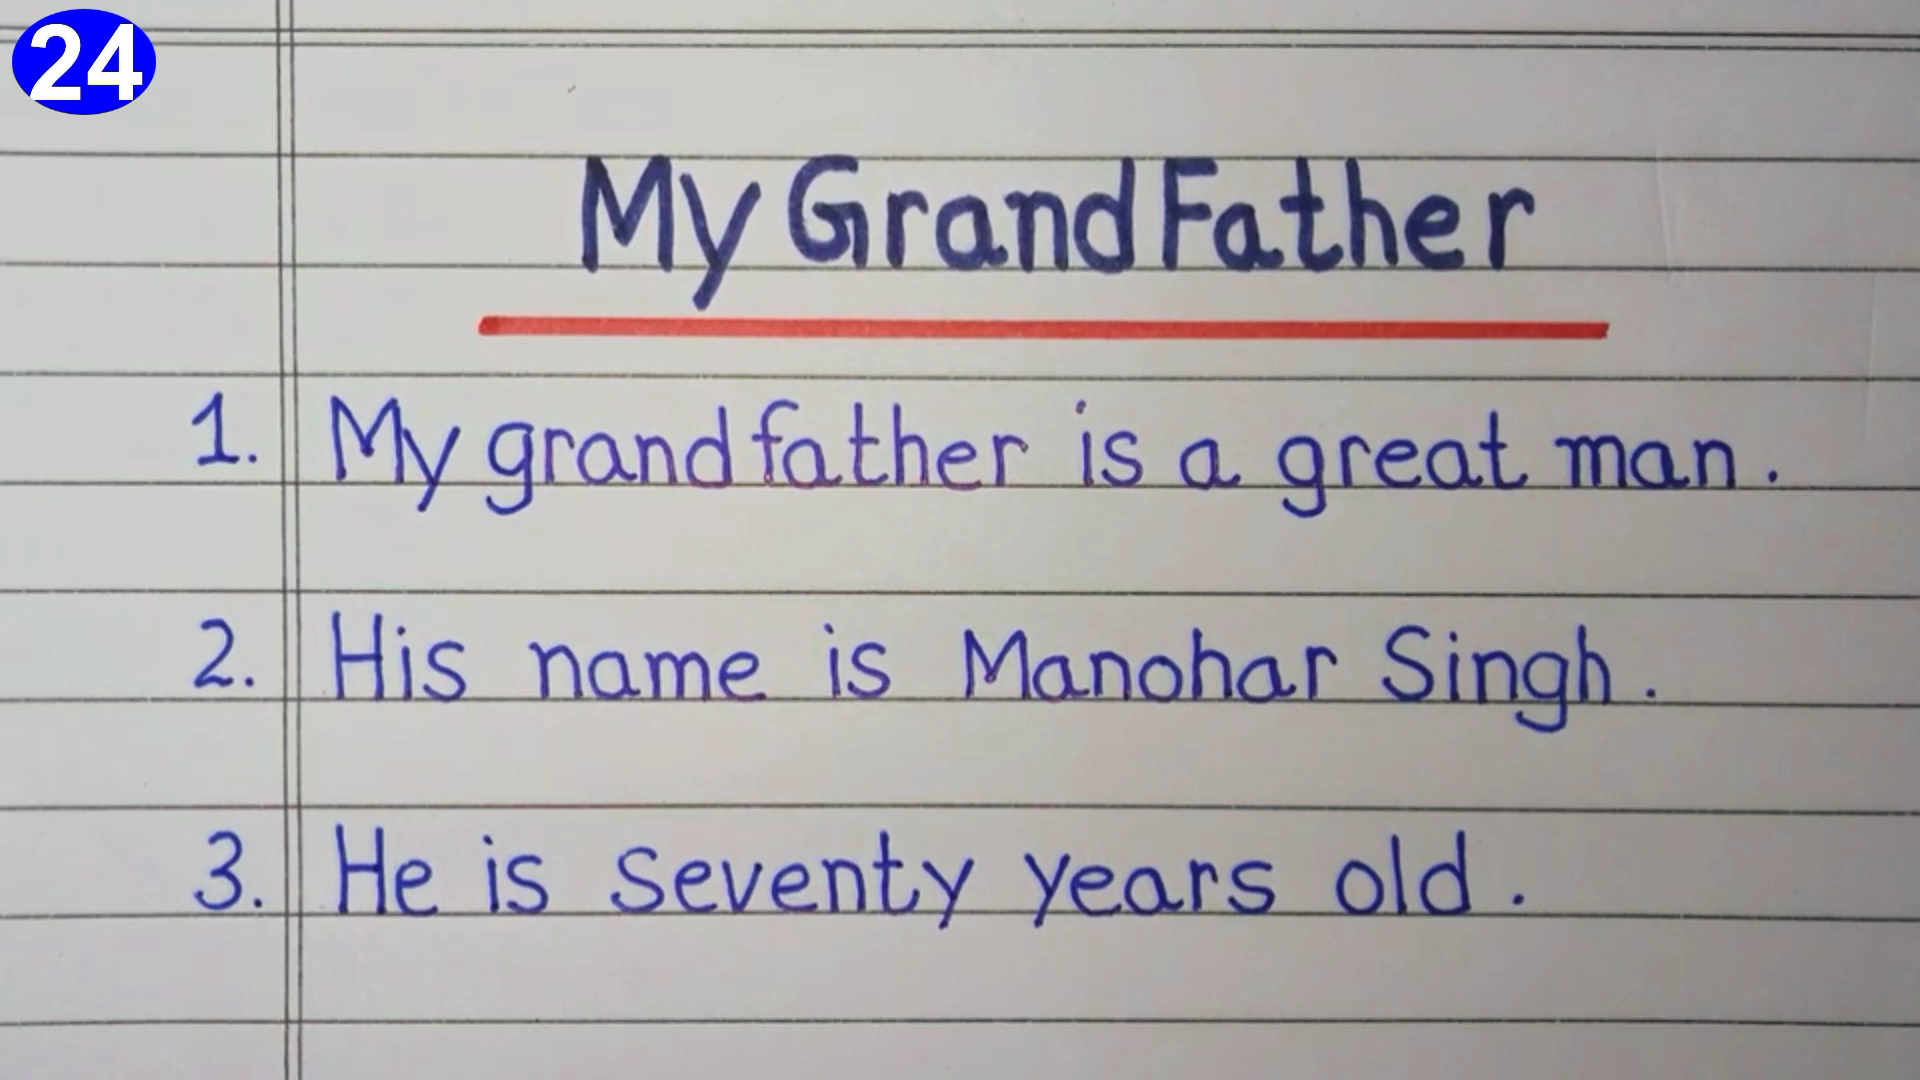 24
My GrandFather
1. My grandfather is a great man.
2. His name is Manohar Singh.
3. He is seventy years old.